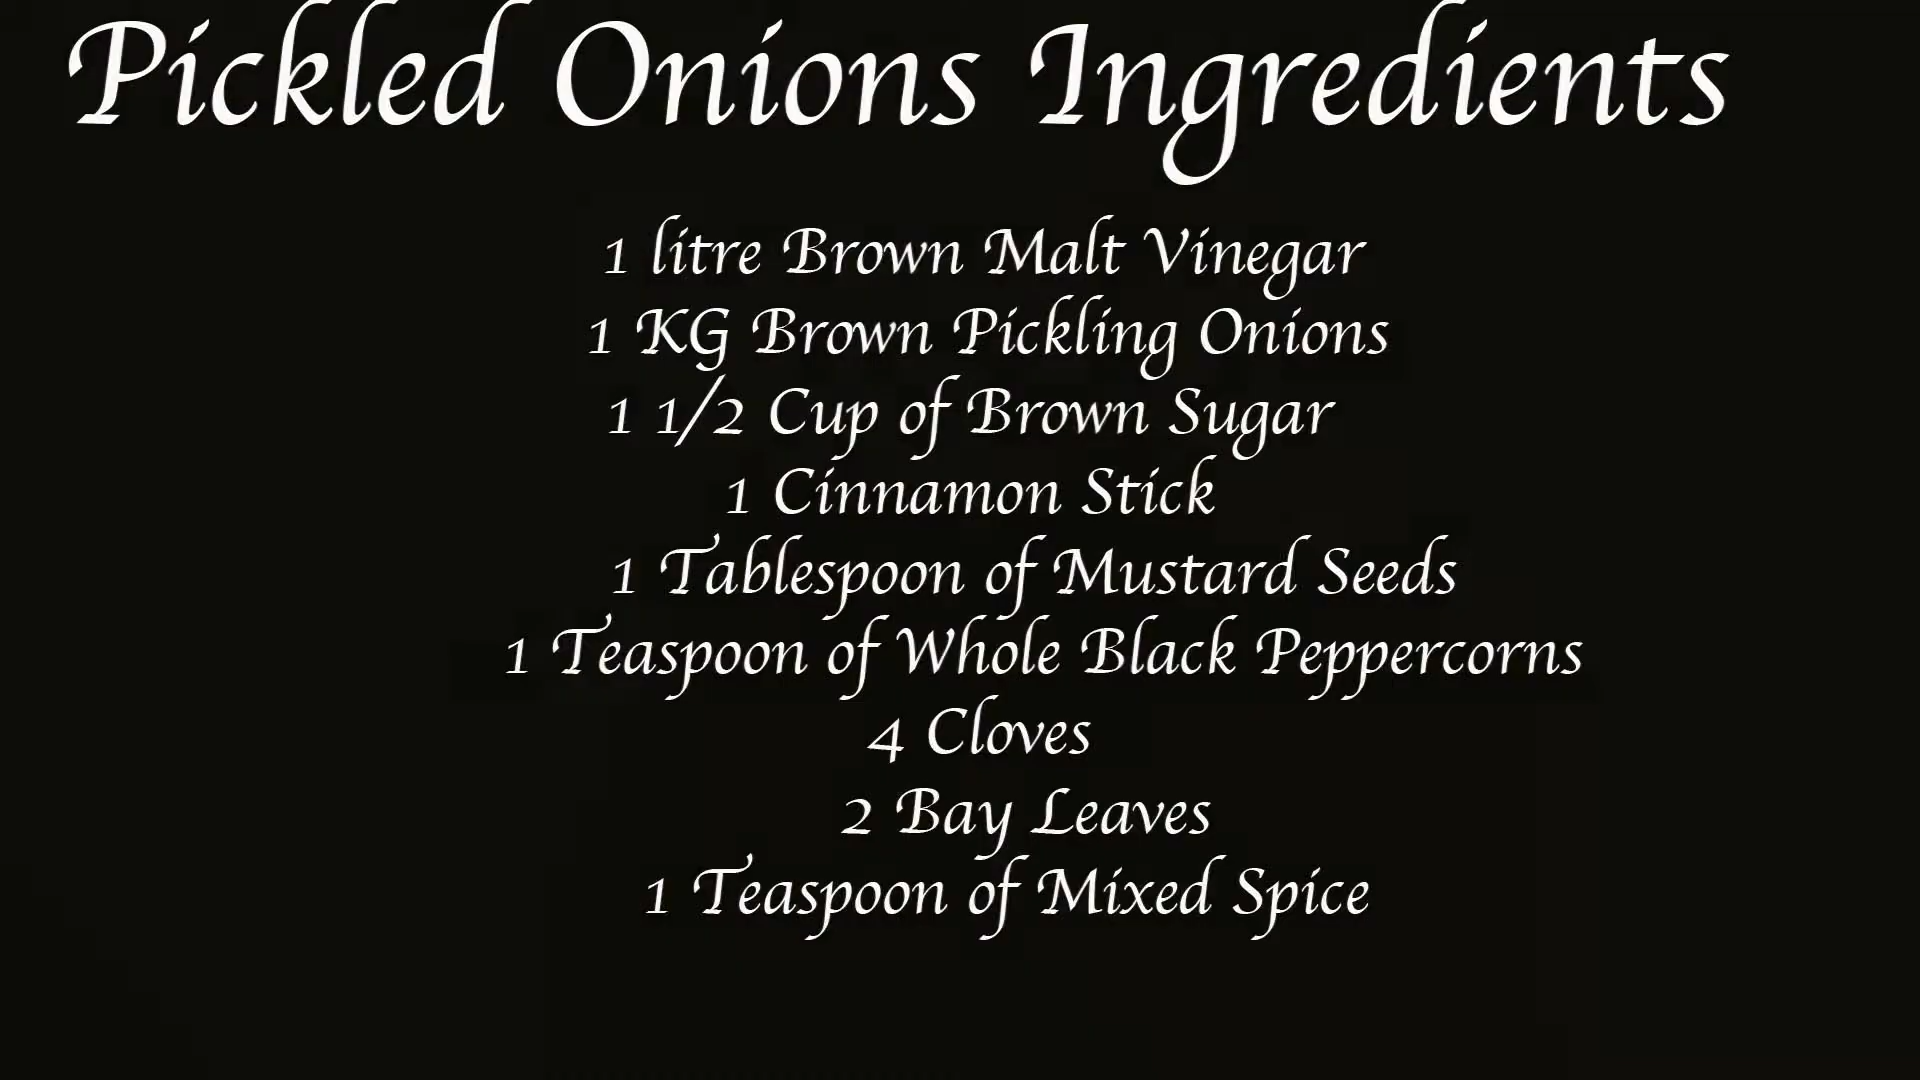 Pickled Onions Ingredients
1 litre Brown Malt Vinegar
1 KG Brown Pickling Onions
1 1/2 Cup of Brown Sugar
1 Cinnamon Stick
1 Tablespoon of Mustard Seeds
1 Teaspoon of Whole Black Peppercorns
4 Cloves
2 Bay Leaves
1 Teaspoon of Mixed Spice